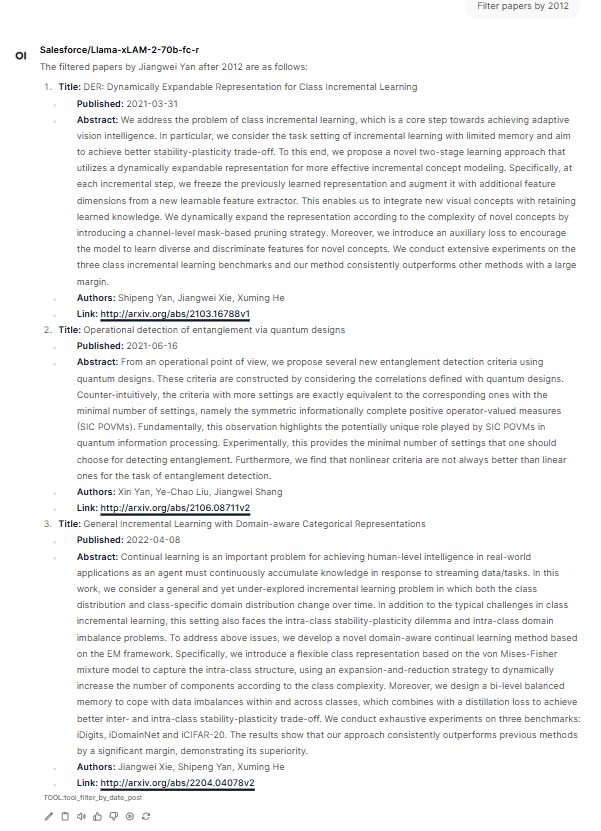 Filter papers by 2012
OI
Salesforce/Llama-xLAM-2-70b-fc-r
The filtered papers by Jiangwei Yan after 2012 are as follows:
1. Title: DER: Dynamically Expandable Representation for Class Incremental Learning
Published: 2021-03-31
Abstract: We address the problem of class incremental learning, which is a core step towards achieving adaptive
vision intelligence. In particular, we consider the task setting of incremental learning with limited memory and aim
to achieve better stability-plasticity trade-off. To this end, we propose a novel two-stage learning approach that
utilizes a dynamically expandable representation for more effective incremental concept modeling. Specifically, at
each incremental step, we freeze the previously learned representation and augment it with additional feature
dimensions from a new learnable feature extractor. This enables us to integrate new visual concepts with retaining
learned knowledge. We dynamically expand the representation according to the complexity of novel concepts by
introducing a channel-level mask-based pruning strategy. Moreover, we introduce an auxiliary loss to encourage
the model to learn diverse and discriminate features for novel concepts. We conduct extensive experiments on the
three class incremental learning benchmarks and our method consistently outperforms other methods with a large
margin.
Authors: Shipeng Yan, Jiangwei Xie, Xuming He
Link: http://arxiv.org/abs/2103.16788v1
2. Title: Operational detection of entanglement via quantum designs
Published: 2021-06-16
Abstract: From an operational point of view, we propose several new entanglement detection criteria using
quantum designs. These criteria are constructed by considering the correlations defined with quantum designs.
Counter-intuitively, the criteria with more settings are exactly equivalent to the corresponding ones with the
minimal number of settings, namely the symmetric informationally complete positive operator-valued measures
(SIC POVMs). Fundamentally, this observation highlights the potentially unique role played by SIC POVMs in
quantum information processing. Experimentally, this provides the minimal number of settings that one should
choose for detecting entanglement. Furthermore, we find that nonlinear criteria are not always better than linear
ones for the task of entanglement detection.
Authors: Xin Yan, Ye-Chao Liu, Jiangwei Shang
Link: http://arxiv.org/abs/2106.08711v2
3. Title: General Incremental Learning with Domain-aware Categorical Representations
Published: 2022-04-08
Abstract: Continual learning is an important problem for achieving human-level intelligence in real-world
applications as an agent must continuously accumulate knowledge in response to streaming data/tasks. In this
work, we consider a general and yet under-explored incremental learning problem in which both the class
distribution and class-specific domain distribution change over time. In addition to the typical challenges in class
incremental learning, this setting also faces the intra-class stability-plasticity dilemma and intra-class domain
imbalance problems. To address above issues, we develop a novel domain-aware continual learning method based
on the EM framework. Specifically, we introduce a flexible class representation based on the von Mises-Fisher
mixture model to capture the intra-class structure, using an expansion-and-reduction strategy to dynamically
increase the number of components according to the class complexity. Moreover, we design a bi-level balanced
memory to cope with data imbalances within and across classes, which combines with a distillation loss to achieve
better inter- and intra-class stability-plasticity trade-off. We conduct exhaustive experiments on three benchmarks:
iDigits, iDomainNet and iCIFAR-20. The results show that our approach consistently outperforms previous methods
by a significant margin, demonstrating its superiority.
Authors: Jiangwei Xie, Shipeng Yan, Xuming He
Link: http://arxiv.org/abs/2204.04078v2
TOOL:tool_filter_by_date_post